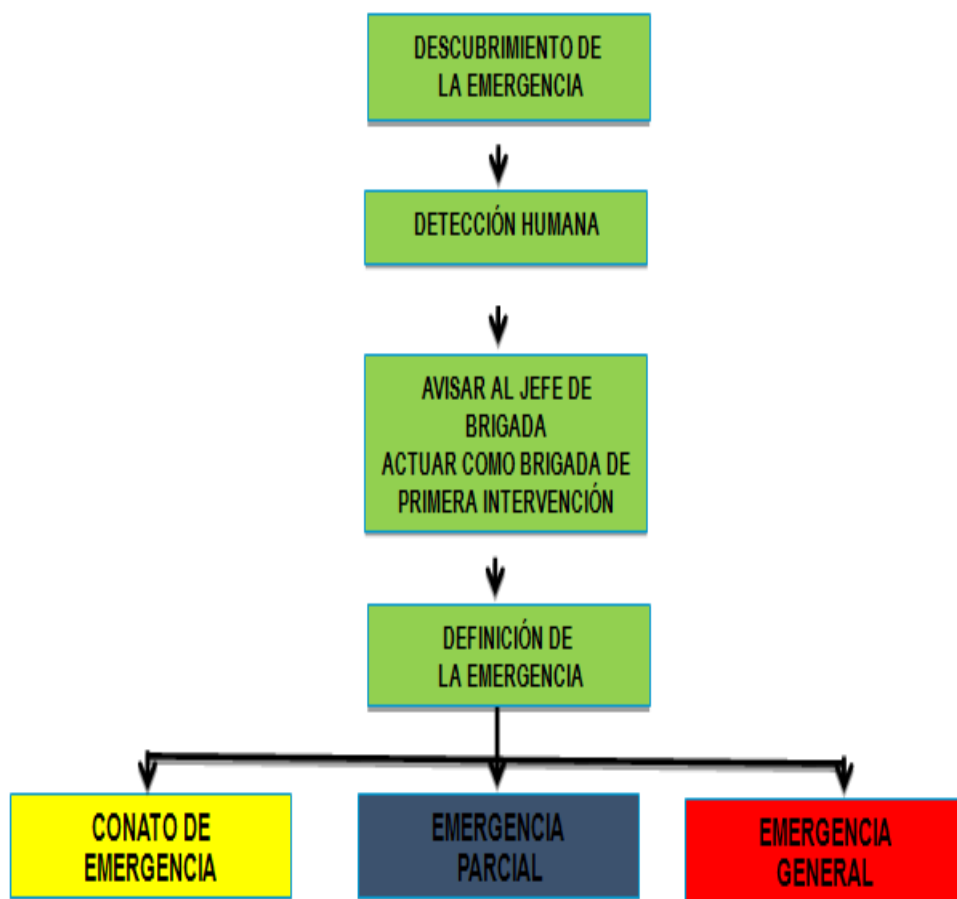 DESCUBRIMIENTO DE
LA EMERGENCIA
DETECCIÓN HUMANA
AVISAR AL JEFE DE
BRIGADA
ACTUAR COMO BRIGADA DE
PRIMERA INTERVENCIÓN
DEFINICIÓN DE
LA EMERGENCIA
CONATO DE
EMERGENCIA
EMERGENCIA
PARCIAL
EMERGENCIA
GENERAL